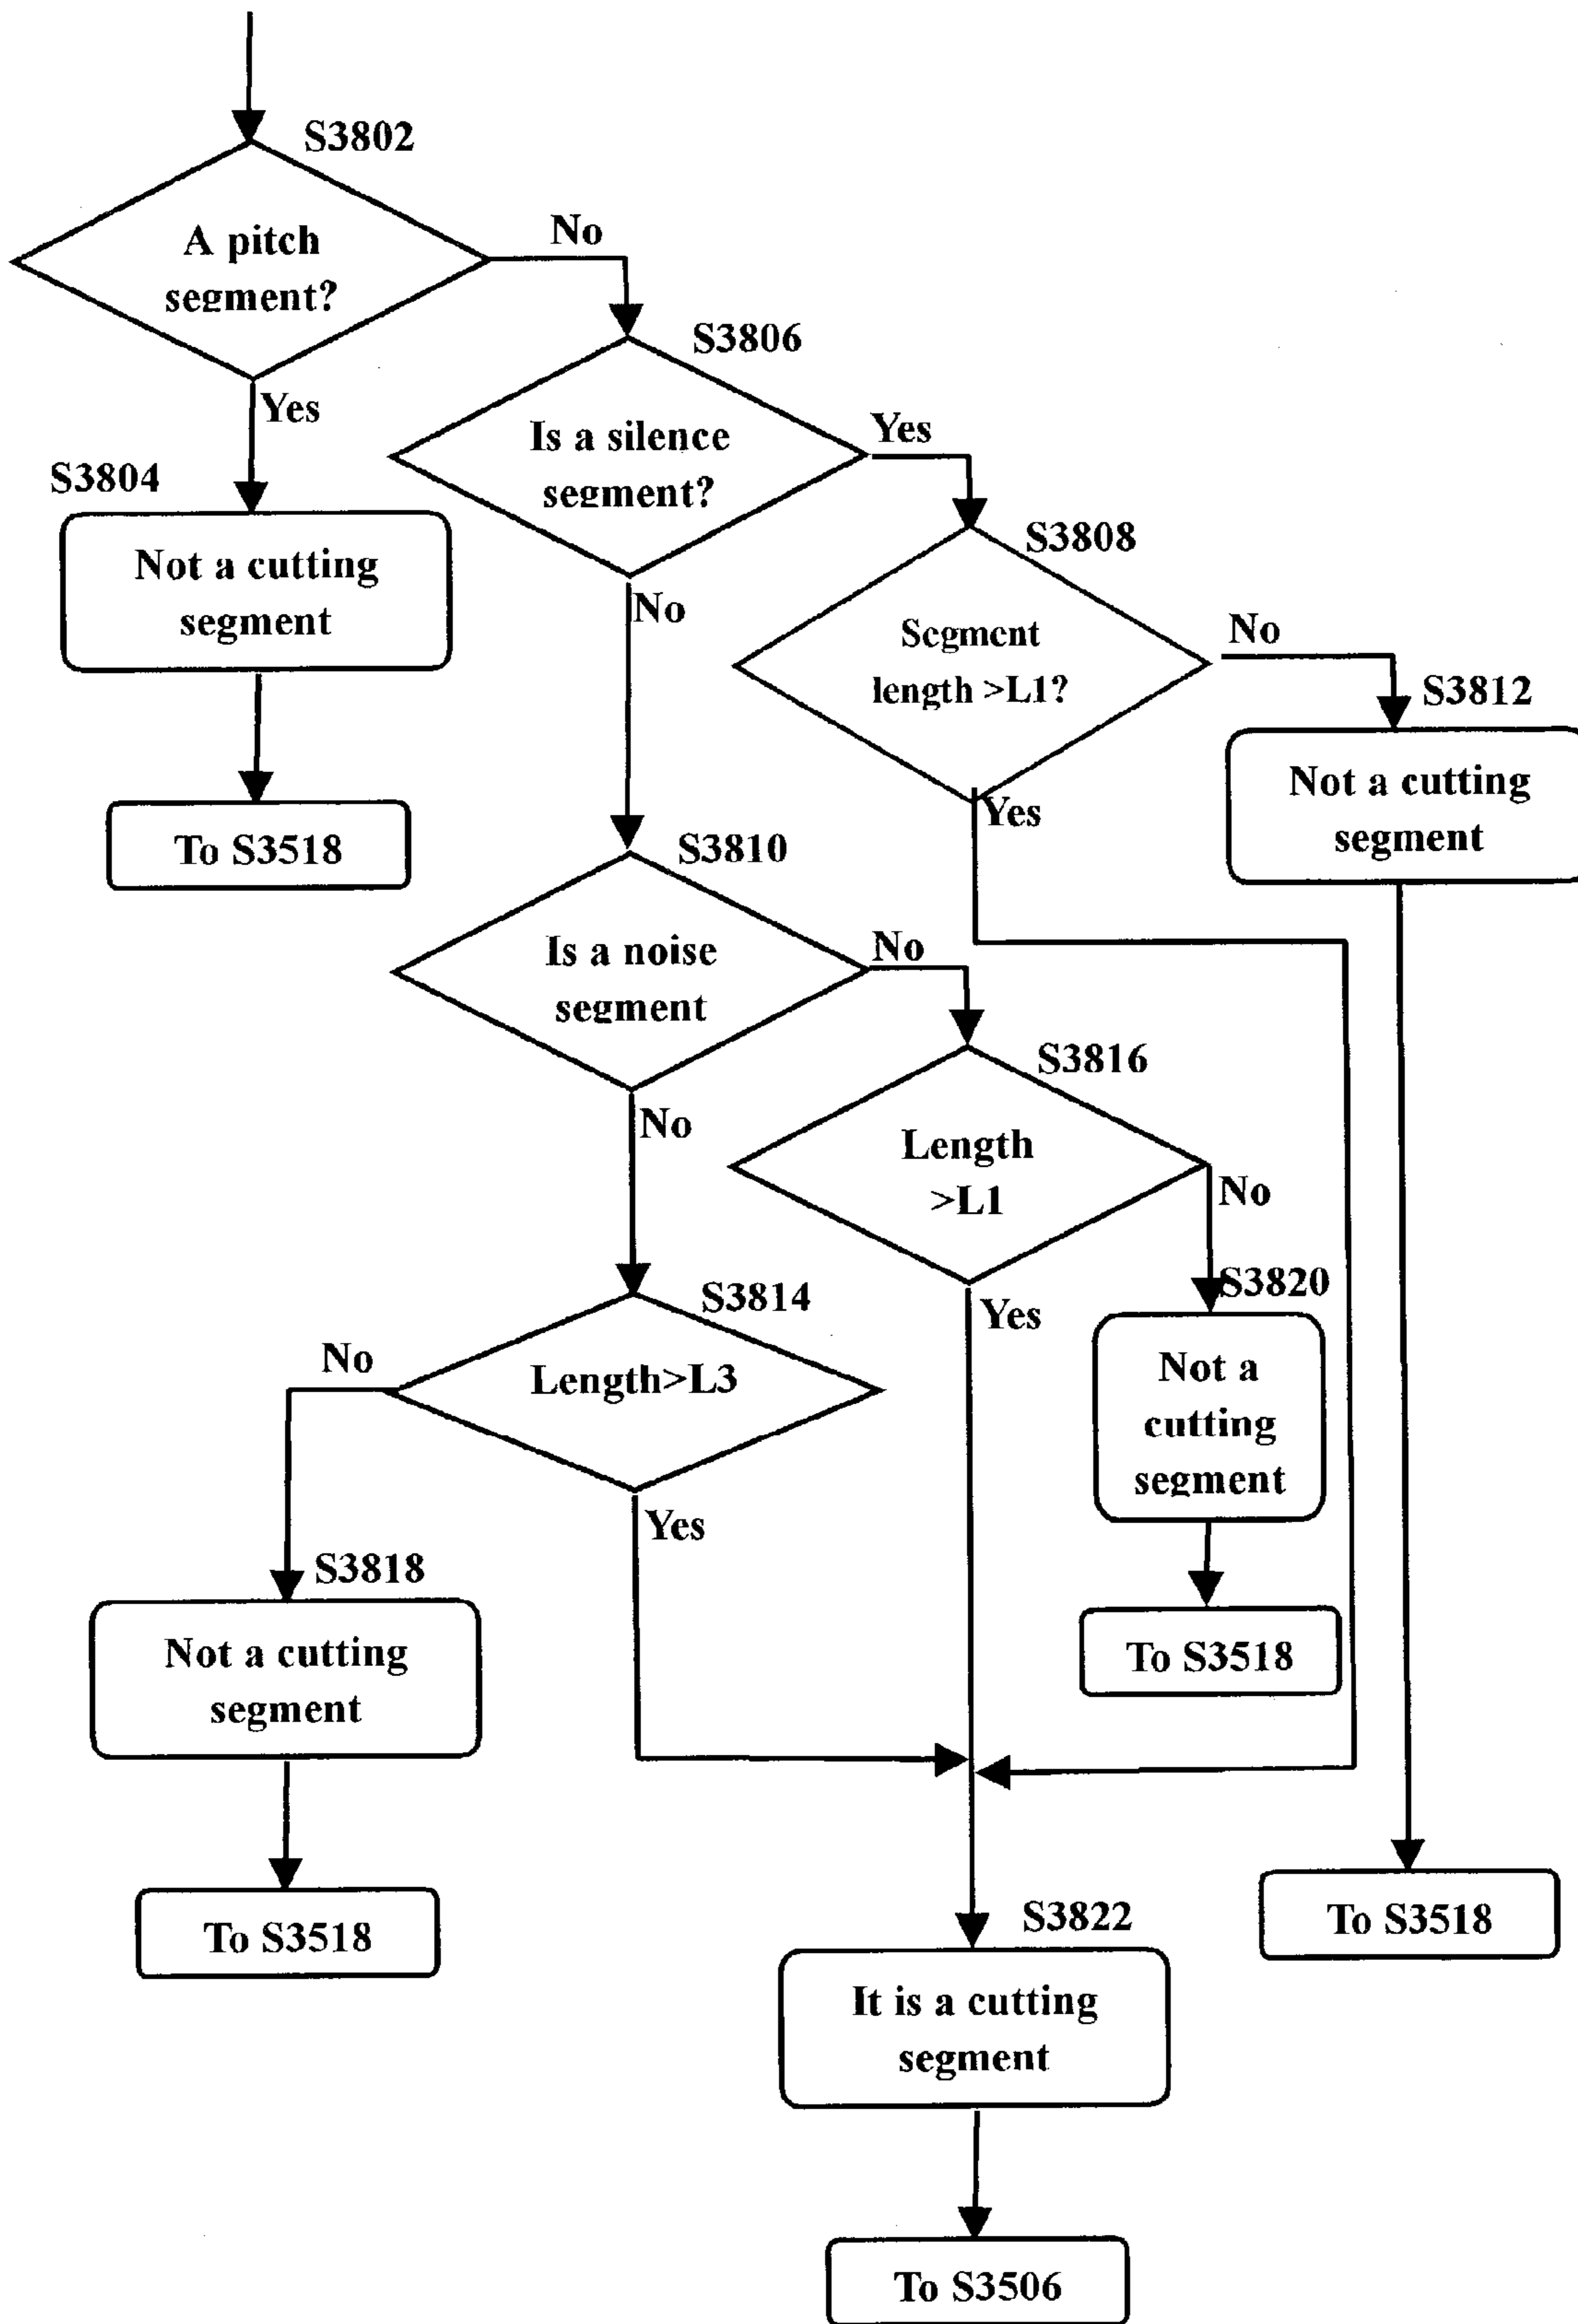 S3802
A pitch
segment?
No
Yes
S3806
Is a silence
segment?
Yes
No
S3804
Not a cutting
segment
To S3518
S3808
Segment
length >L1?
No
Yes
S3812
Not a cutting
segment
S3810
Is a noise
segment
No
No
S3816
Length
>L1
No
Yes
S3820
Not a
cutting
segment
To S3518
S3814
Length>L3
No
Yes
S3818
Not a cutting
segment
To S3518
To S3518
S3822
It is a cutting
segment
To S3506